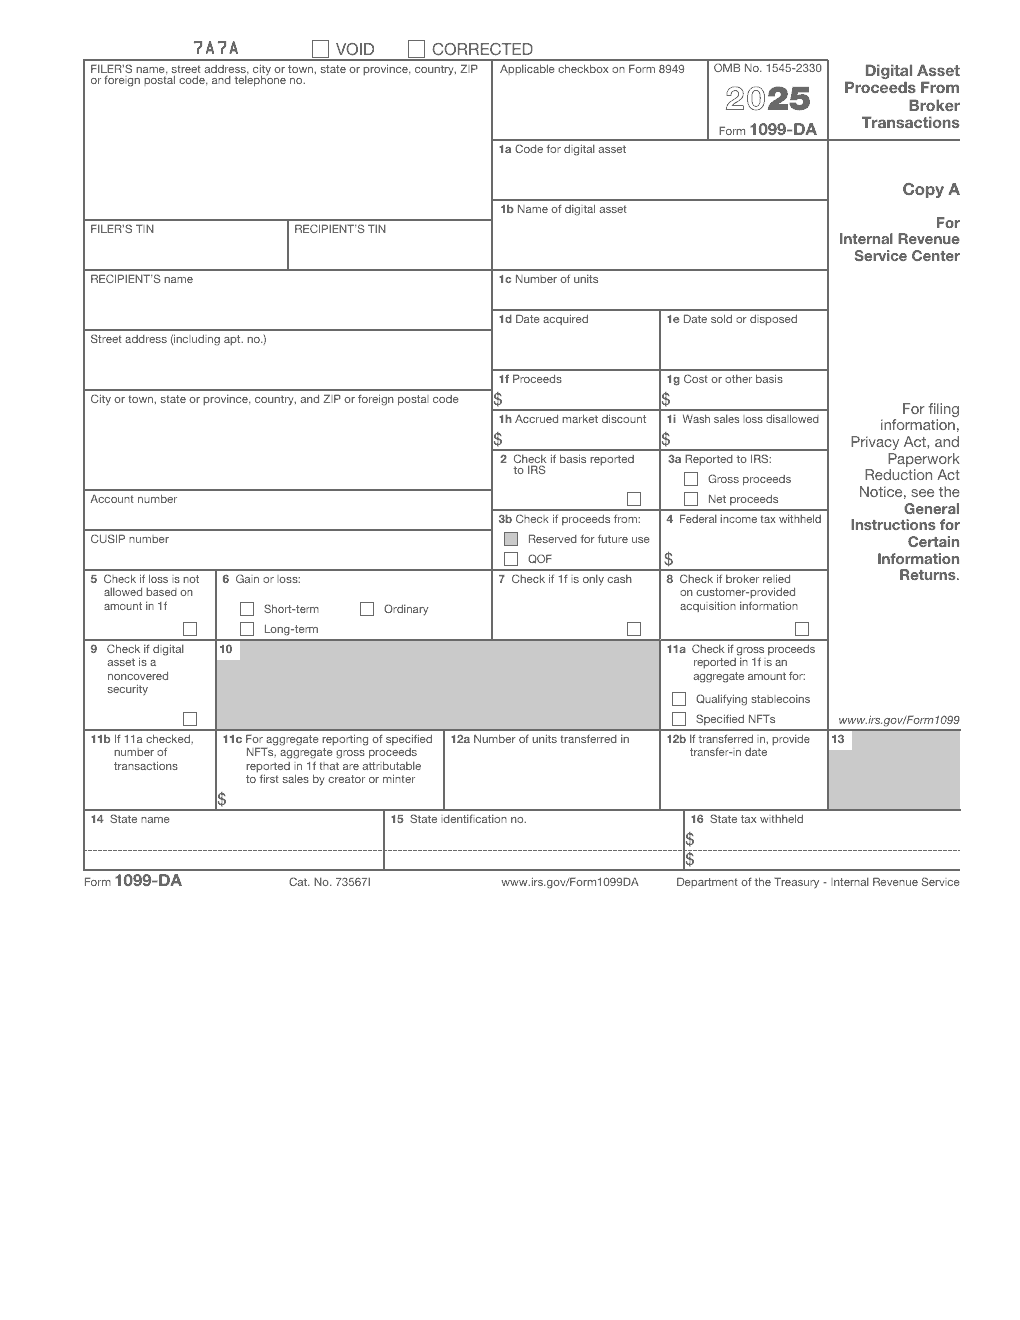 7A7A
VOID
CORRECTED
FILER'S name, street address, city or town, state or province, country, ZIP
or foreign postal code, and telephone no.
Applicable checkbox on Form 8949
OMB No. 1545-2330
2025
Form 1099-DA
Digital Asset
Proceeds From
Broker
Transactions
1a Code for digital asset
Copy A
1b Name of digital asset
For
Internal Revenue
Service Center
FILER'S TIN
RECIPIENT'S TIN
RECIPIENT'S name
1c Number of units
1d Date acquired
1e Date sold or disposed
Street address (including apt. no.)
1f Proceeds
$
1g Cost or other basis
$
City or town, state or province, country, and ZIP or foreign postal code
1h Accrued market discount
$
1i Wash sales loss disallowed
$
For filing
information,
Privacy Act, and
Paperwork
Reduction Act
Notice, see the
General
Instructions for
Certain
Information
Returns.
2 Check if basis reported
to IRS
3a Reported to IRS:
Gross proceeds
Net proceeds
Account number
3b Check if proceeds from:
Reserved for future use
QOF
4 Federal income tax withheld
$
CUSIP number
5 Check if loss is not
allowed based on
amount in 1f
6 Gain or loss:
Short-term
Ordinary
Long-term
7 Check if 1f is only cash
8 Check if broker relied
on customer-provided
acquisition information
9 Check if digital
asset is a
noncovered
security
10
11a Check if gross proceeds
reported in 1f is an
aggregate amount for:
Qualifying stablecoins
Specified NFTs
www.irs.gov/Form1099
11b If 11a checked,
number of
transactions
11c For aggregate reporting of specified
NFTs, aggregate gross proceeds
reported in 1f that are attributable
to first sales by creator or minter
$
12a Number of units transferred in
12b If transferred in, provide
transfer-in date
13
14 State name
15 State identification no.
16 State tax withheld
$
$
Form 1099-DA
Cat. No. 73567I
www.irs.gov/Form1099DA
Department of the Treasury - Internal Revenue Service